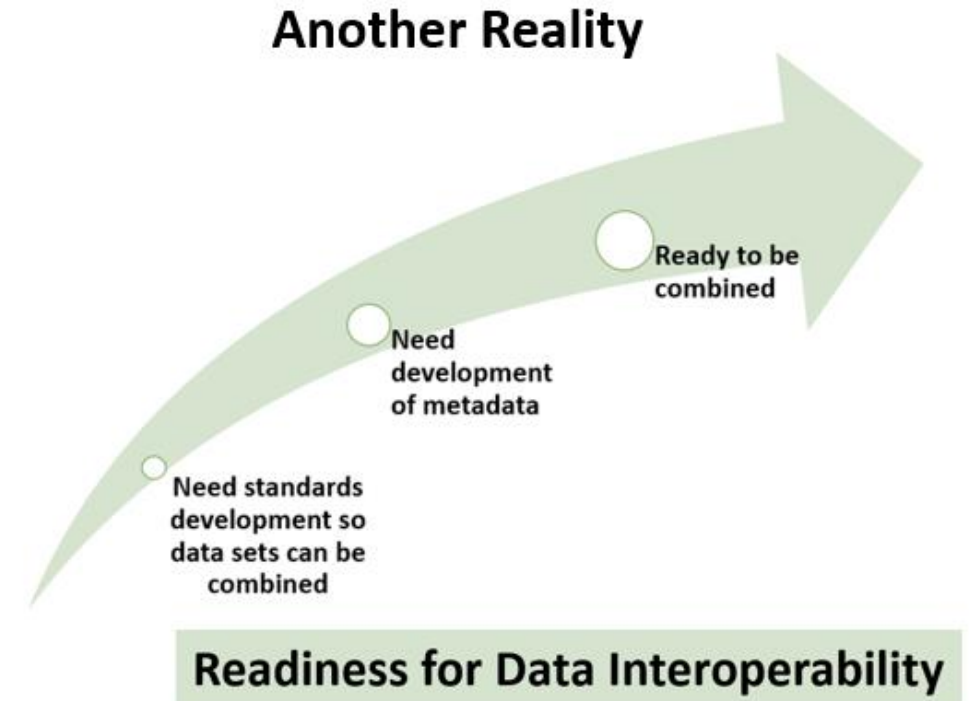 Another Reality
Ready to be
combined
Need
development
of metadata
Need standards
development so
data sets can be
combined
Readiness for Data Interoperability